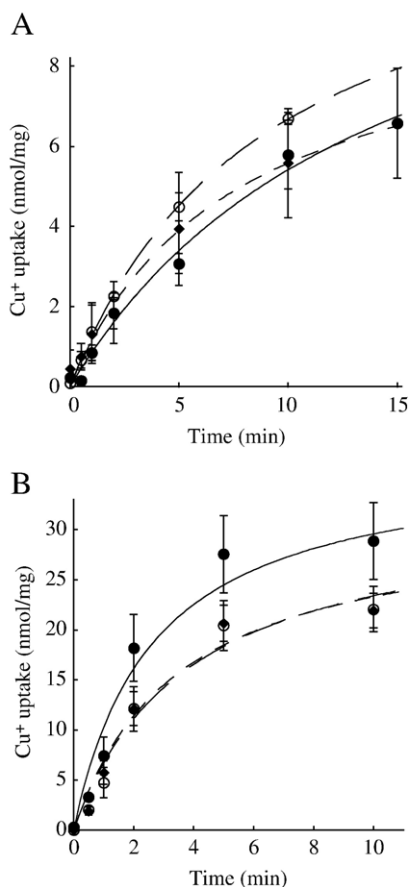 A
Cu⁺ uptake (nmol/mg)
8
6
4
2
0
0 5 10 15
Time (min)
B
Cu⁺ uptake (nmol/mg)
30
25
20
15
10
5
0
0 2 4 6 8 10
Time (min)